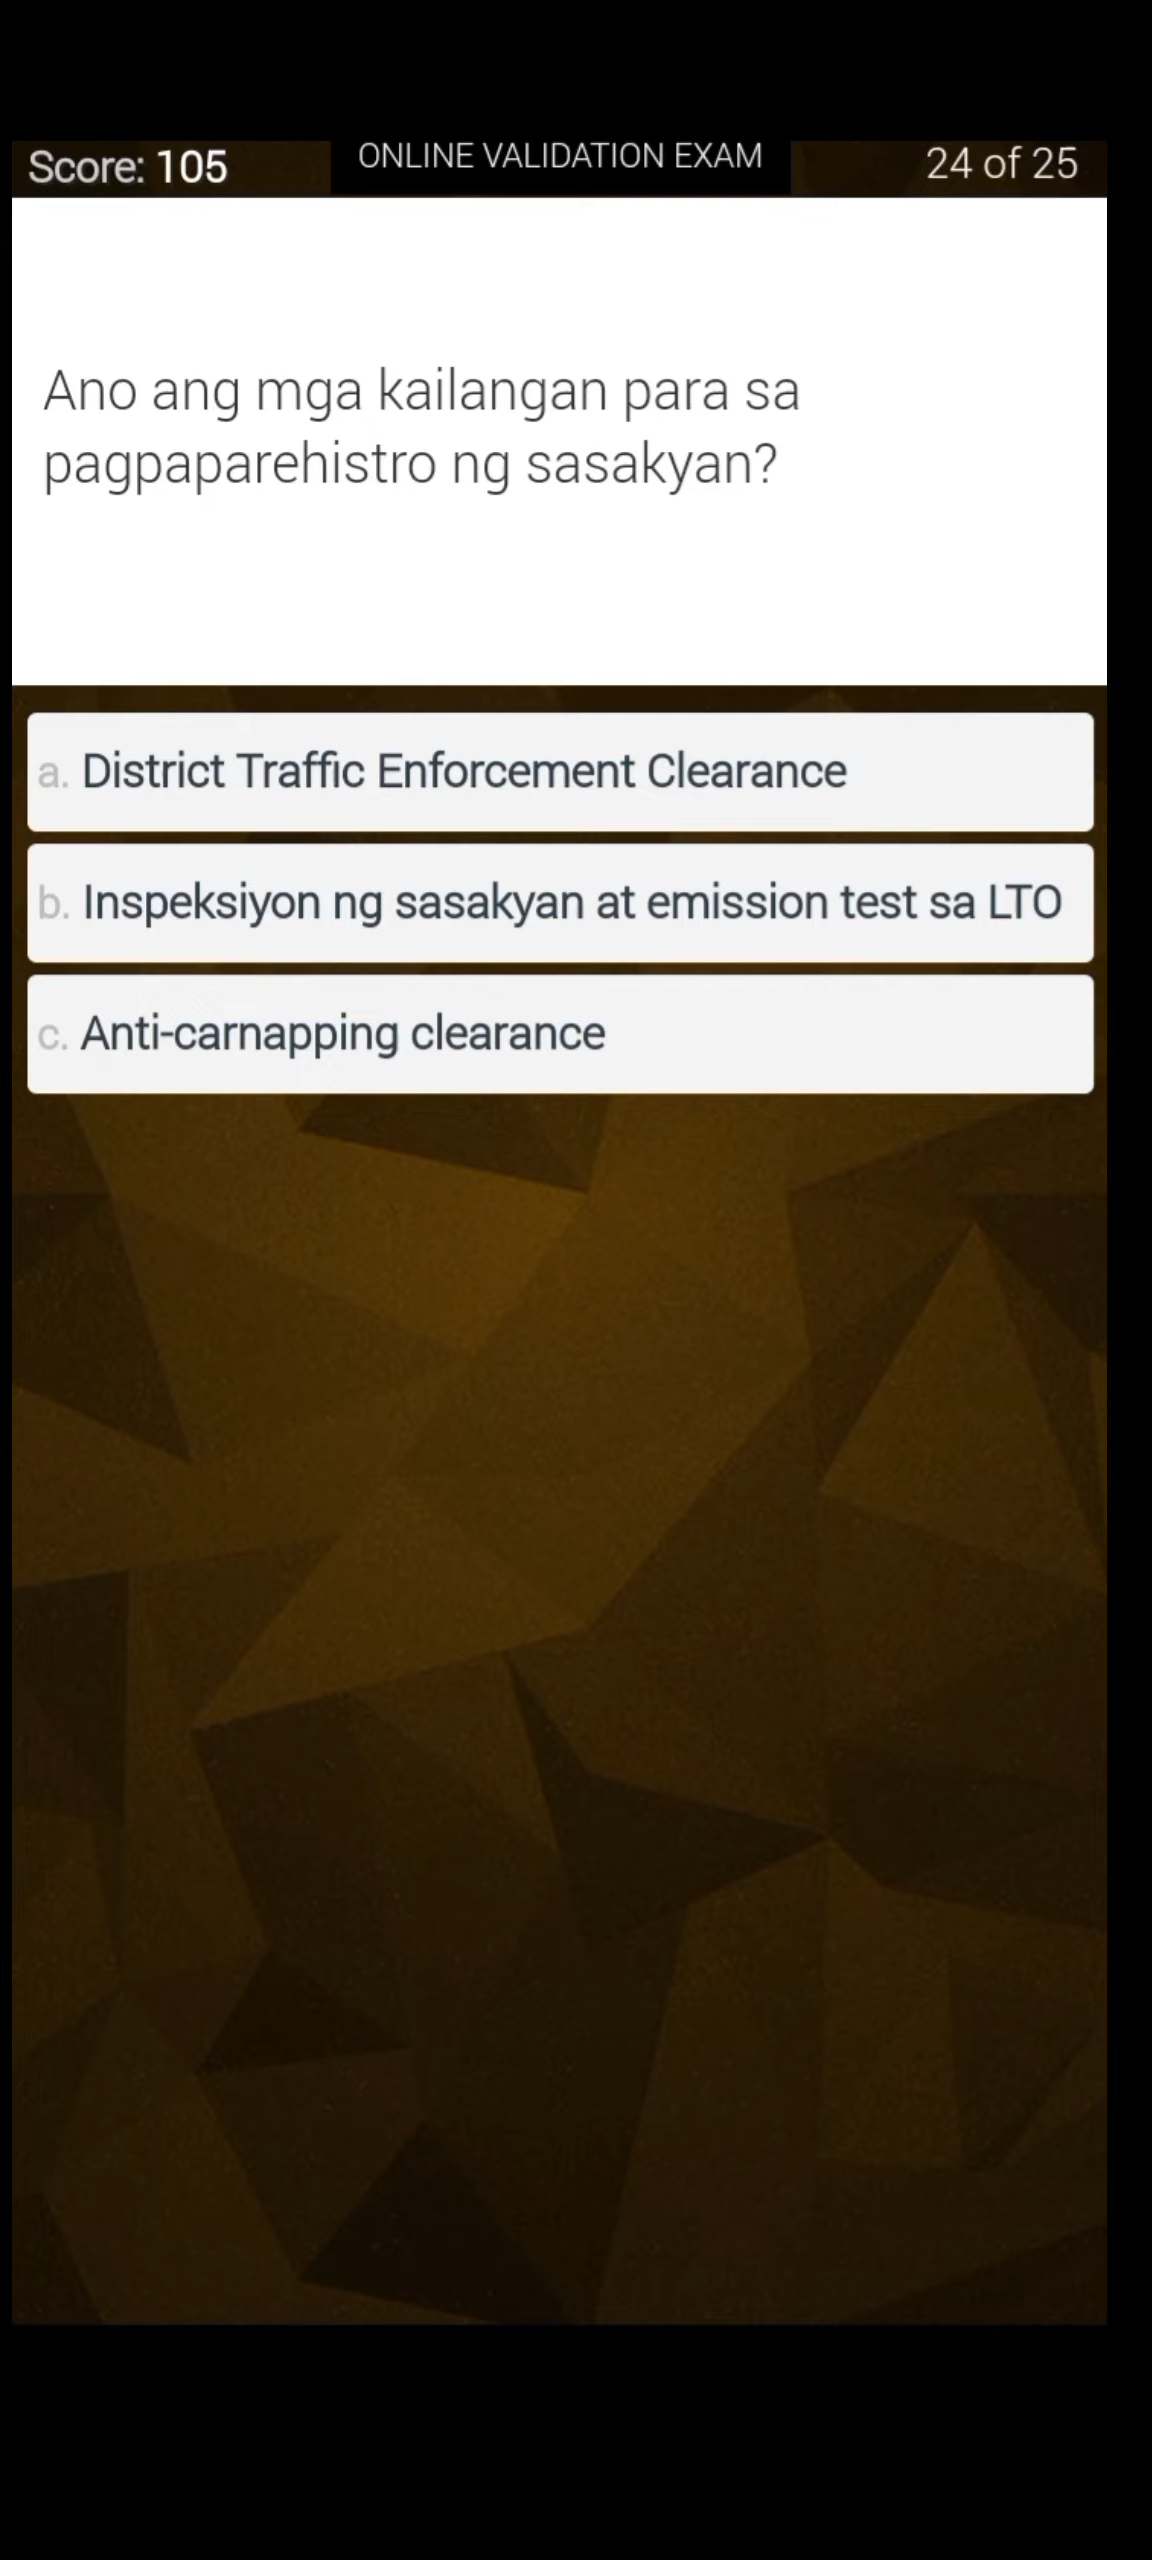 Score: 105
ONLINE VALIDATION EXAM
24 of 25
Ano ang mga kailangan para sa
pagpaparehistro ng sasakyan?
a. District Traffic Enforcement Clearance
b. Inspeksiyon ng sasakyan at emission test sa LTO
c. Anti-carnapping clearance